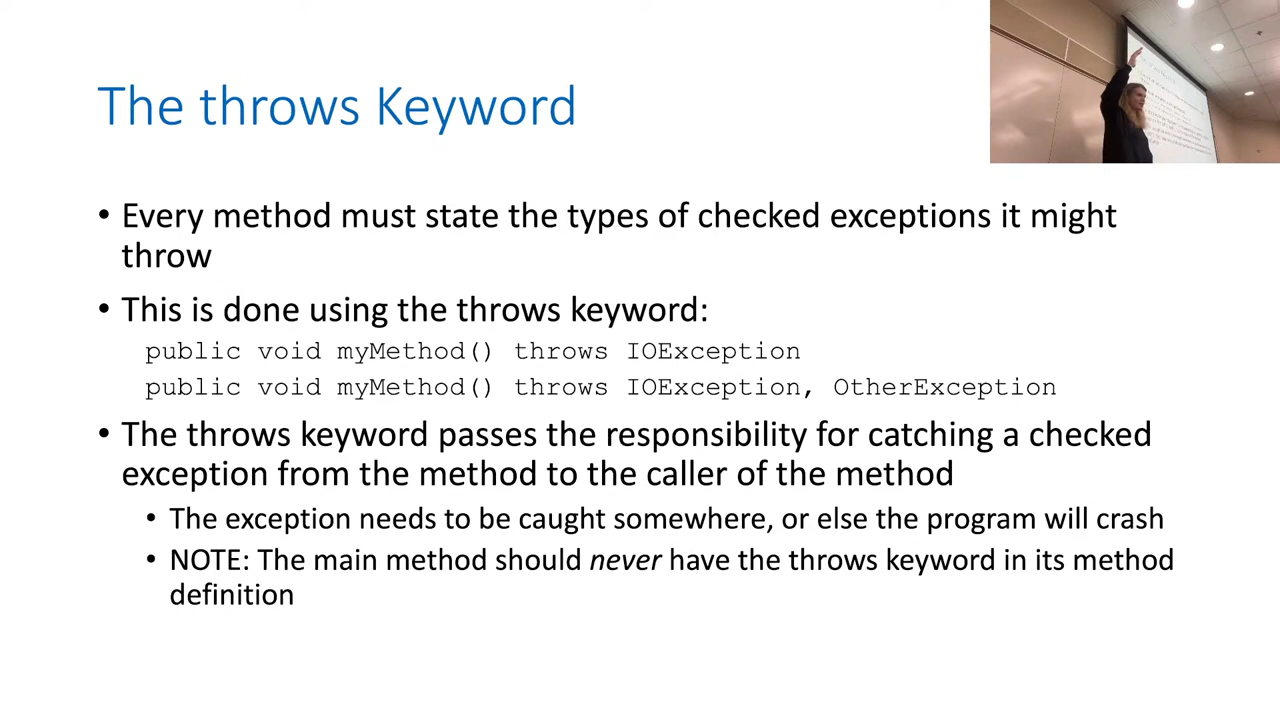 The throws Keyword
• Every method must state the types of checked exceptions it might
throw
• This is done using the throws keyword:
public void myMethod() throws IOException
public void myMethod() throws IOException, OtherException
• The throws keyword passes the responsibility for catching a checked
exception from the method to the caller of the method
• The exception needs to be caught somewhere, or else the program will crash
• NOTE: The main method should never have the throws keyword in its method
definition